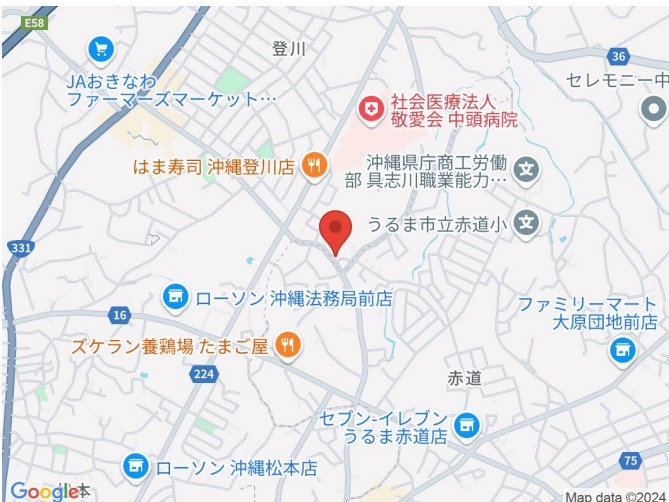 E58
登川
36
JAおきなわ
ファーマーズマーケット…
セレモニー中
社会医療法人
敬愛会 中頭病院
はま寿司 沖縄登川店
沖縄県庁商工労働
部 具志川職業能力…
うるま市立赤道小
331
ローソン 沖縄法務局前店
16
ファミリーマート
大原団地前店
ズケラン養鶏場 たまご屋
224
赤道
セブン-イレブン
うるま赤道店
75
ローソン 沖縄松本店
Google
本
Map data ©2024